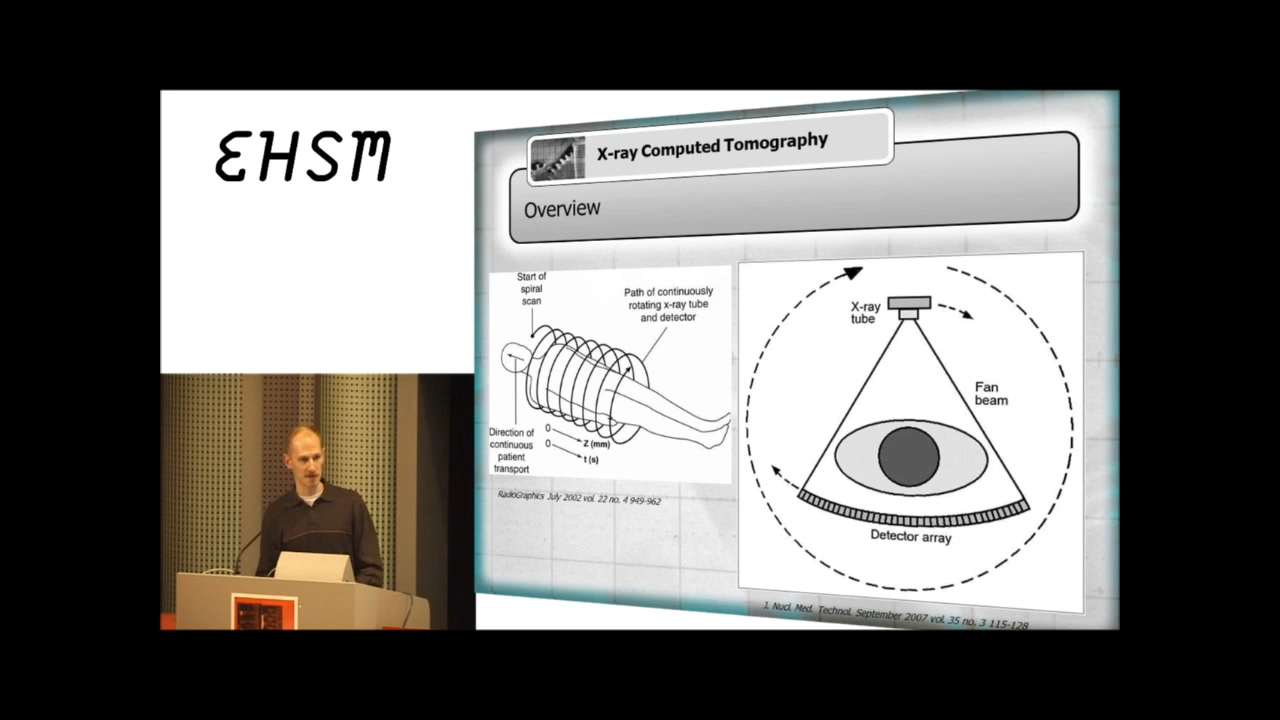 EHSM
X-ray Computed Tomography
Overview
Start of
spiral
scan
Path of continuously
rotating x-ray tube
and detector
Direction of
continuous
patient
transport
0
Z (mm)
0
t (s)
RadioGraphics July 2002 vol. 22 no. 4 949-962
X-ray
tube
Fan
beam
Detector array
J. Nucl. Med. Technol. September 2007 vol. 35 no. 3 115-128